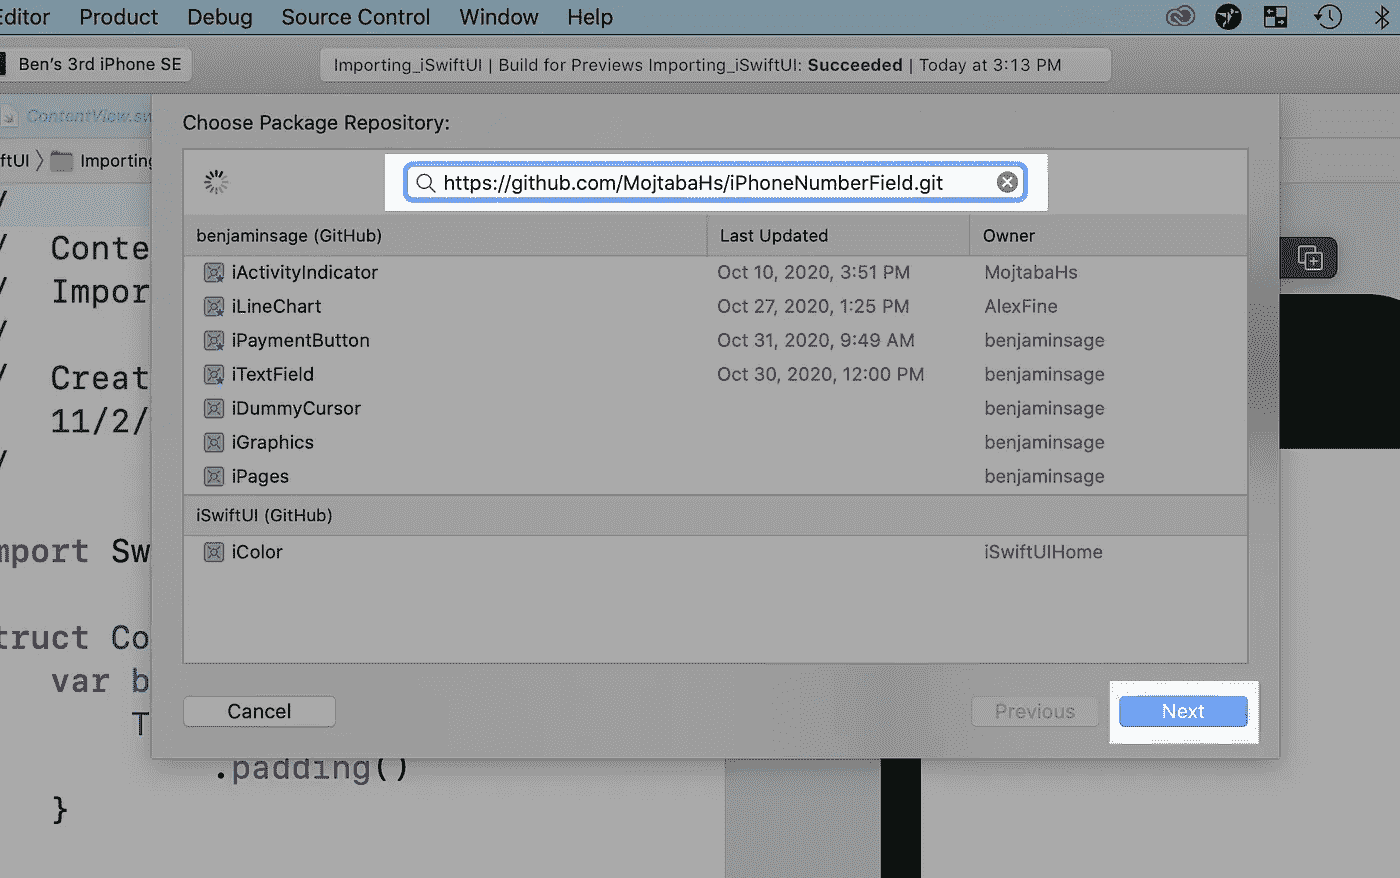 Editor Product Debug Source Control Window Help
Ben's 3rd iPhone SE
Importing_iSwiftUI | Build for Previews Importing_iSwiftUI: Succeeded | Today at 3:13 PM
ContentView.sw
Choose Package Repository:
ftUI 〉 Importing
https://github.com/MojtabaHs/iPhoneNumberField.git
benjaminsage (GitHub) Last Updated Owner
iActivityIndicator Oct 10, 2020, 3:51 PM MojtabaHs
iLineChart Oct 27, 2020, 1:25 PM AlexFine
iPaymentButton Oct 31, 2020, 9:49 AM benjaminsage
iTextField Oct 30, 2020, 12:00 PM benjaminsage
iDummyCursor benjaminsage
iGraphics benjaminsage
iPages benjaminsage
iSwiftUI (GitHub)
iColor iSwiftUIHome
Cancel Previous Next
/
/ Conte
/ Impor
/
/ Creat
11/2/
/
mport Sw
truct Co
var b
T
.padding()
}